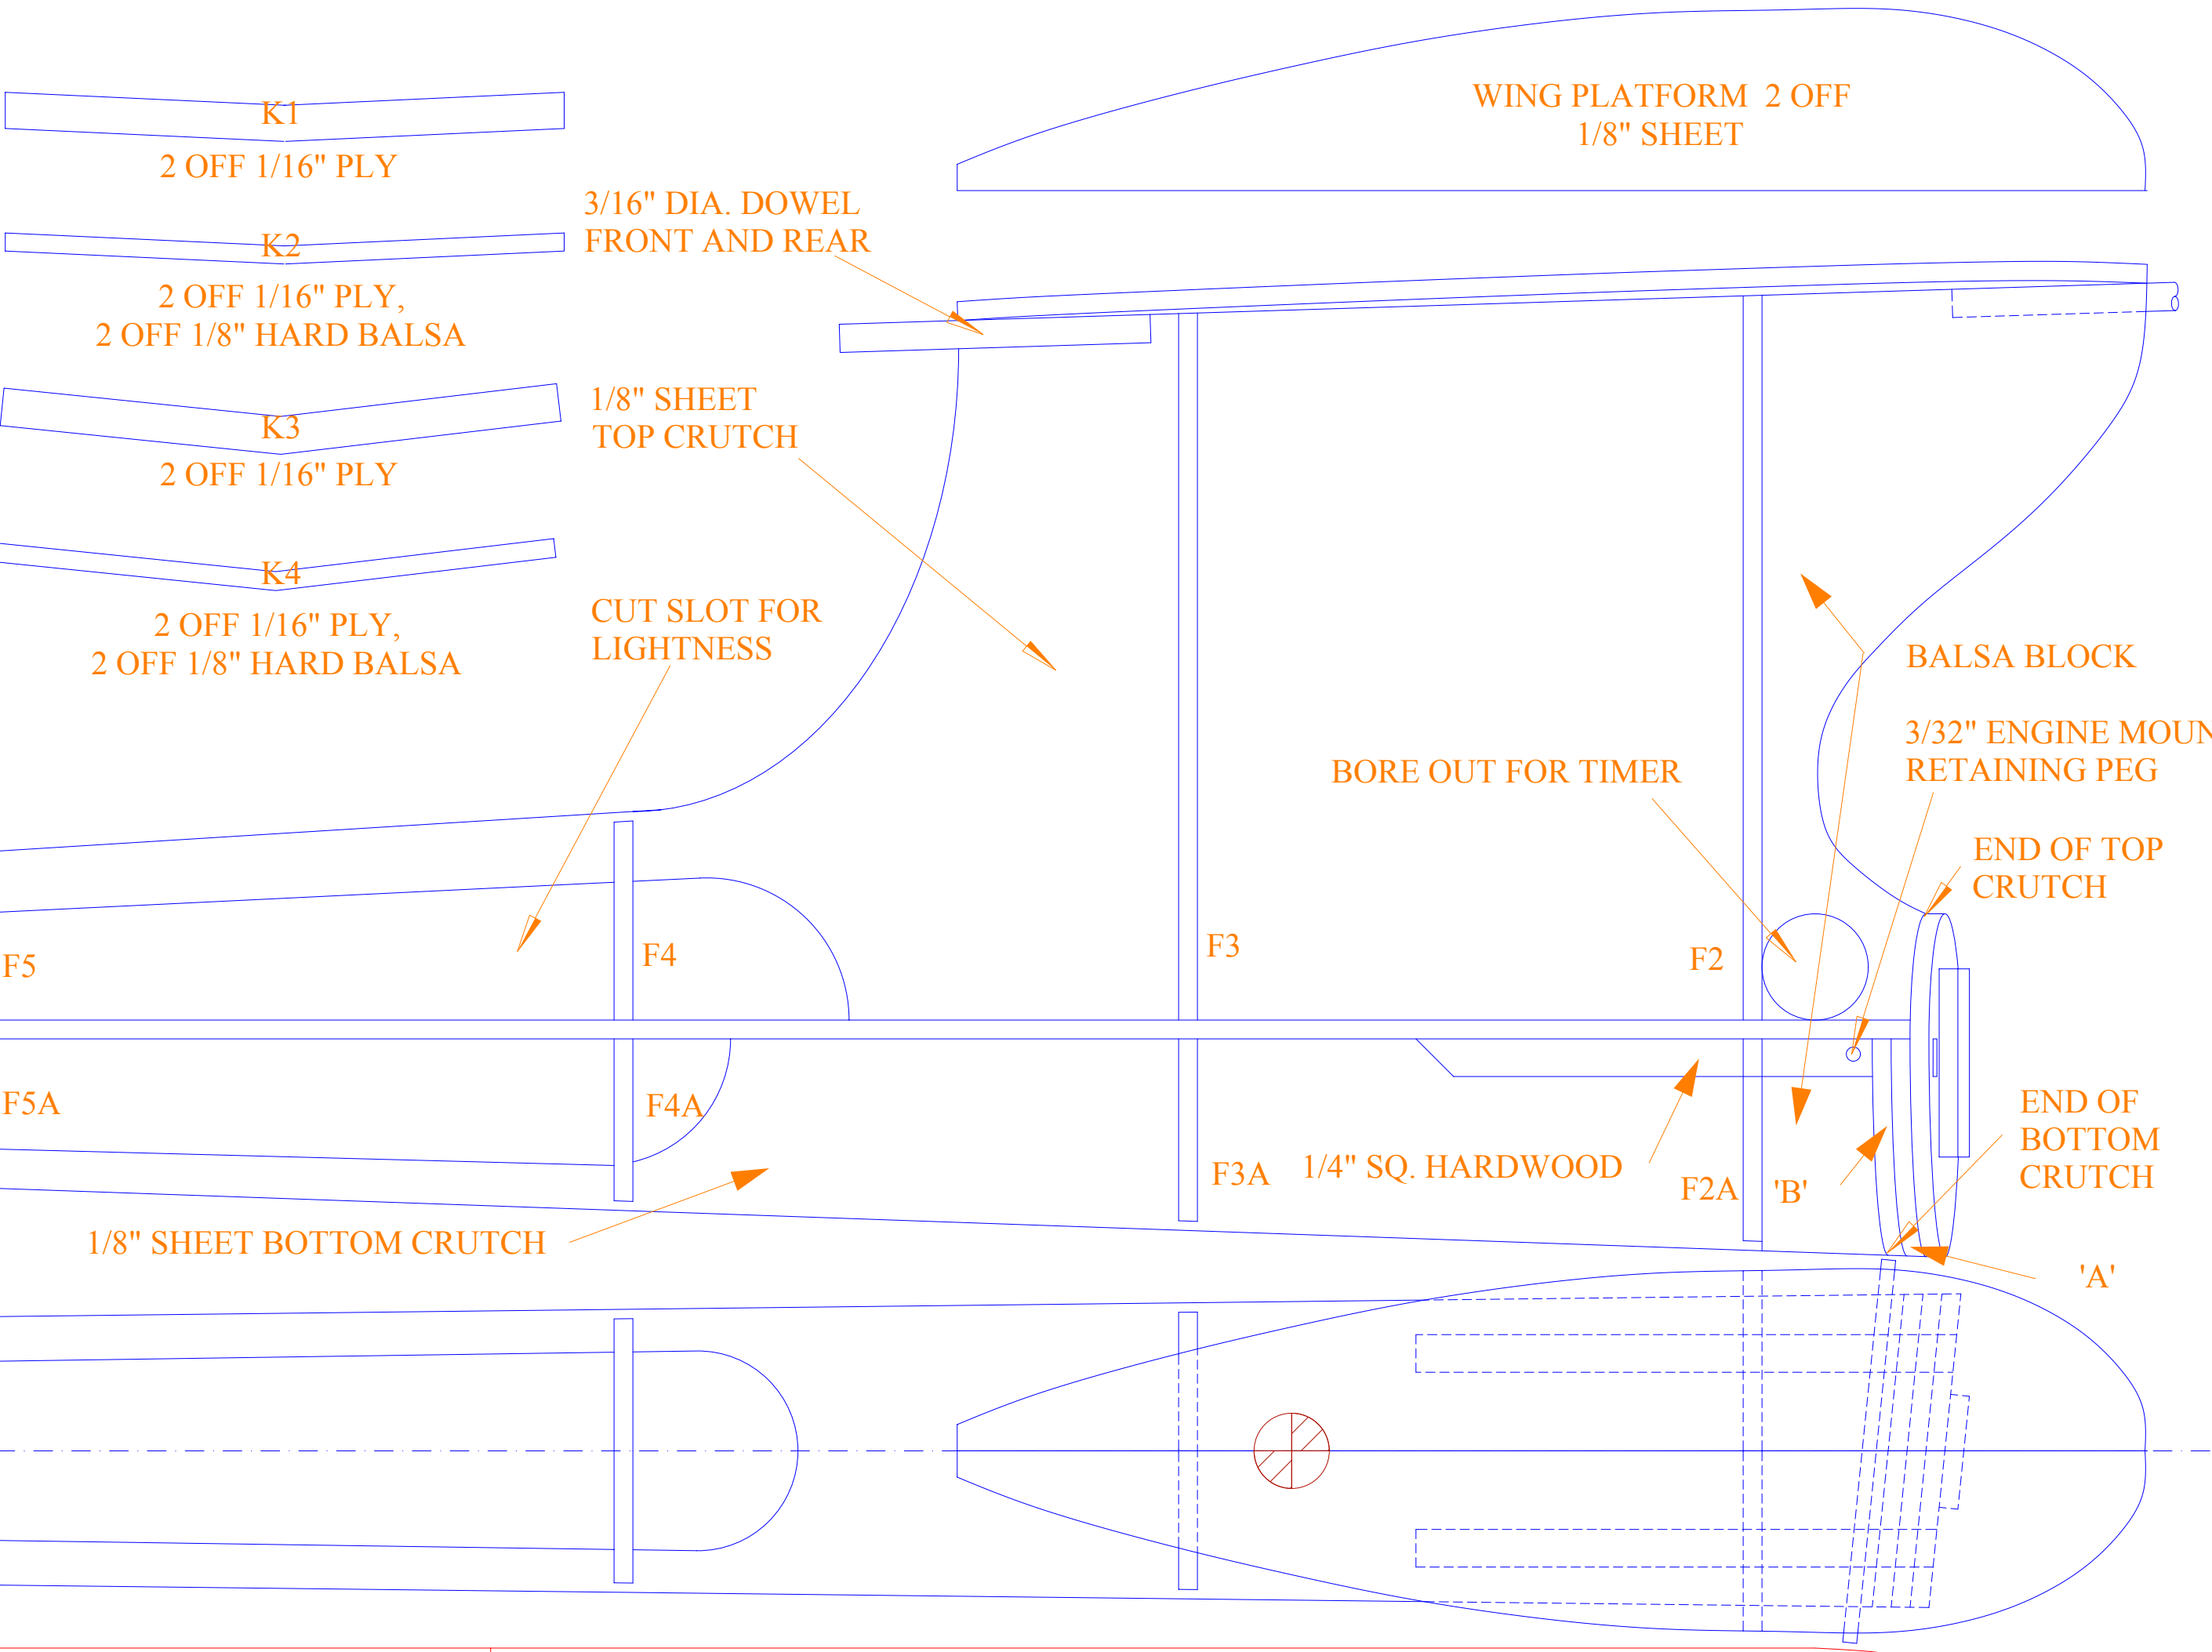 WING PLATFORM 2 OFF
1/8" SHEET
K1
2 OFF 1/16" PLY
K2
2 OFF 1/16" PLY,
2 OFF 1/8" HARD BALSA
K3
2 OFF 1/16" PLY
K4
2 OFF 1/16" PLY,
2 OFF 1/8" HARD BALSA
3/16" DIA. DOWEL
FRONT AND REAR
1/8" SHEET
TOP CRUTCH
CUT SLOT FOR
LIGHTNESS
BALSA BLOCK
3/32" ENGINE MOUN
RETAINING PEG
BORE OUT FOR TIMER
END OF TOP
CRUTCH
F5
F4
F3
F2
F5A
F4A
F3A
1/4" SQ. HARDWOOD
F2A
'B'
END OF
BOTTOM
CRUTCH
1/8" SHEET BOTTOM CRUTCH
'A'